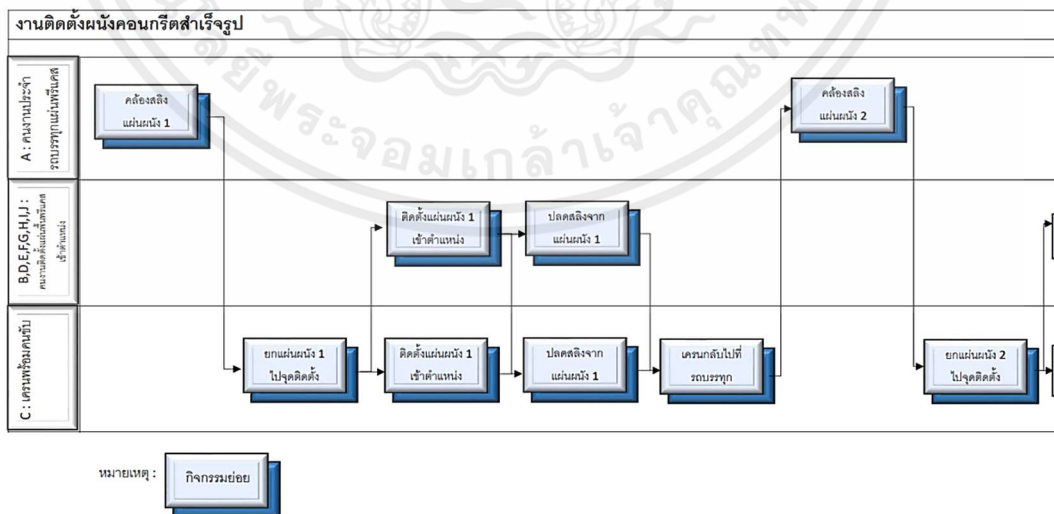 งานติดตั้งผนังคอนกรีตสำเร็จรูป
A : คนงานประจำ
รถบรรทุกแผ่นพรีแคส
คล้องสลิง
แผ่นผนัง 1
คล้องสลิง
แผ่นผนัง 2
B,D,E,F,G,H,I,J :
คนงานติดตั้งแผ่นพื้นพรีแคส
เข้าตำแหน่ง
ติดตั้งแผ่นผนัง 1
เข้าตำแหน่ง
ปลดสลิงจาก
แผ่นผนัง 1
C : เครนพร้อมคนขับ
ยกแผ่นผนัง 1
ไปจุดติดตั้ง
ติดตั้งแผ่นผนัง 1
เข้าตำแหน่ง
ปลดสลิงจาก
แผ่นผนัง 1
เครนกลับไปที่
รถบรรทุก
ยกแผ่นผนัง 2
ไปจุดติดตั้ง
หมายเหตุ :
กิจกรรมย่อย